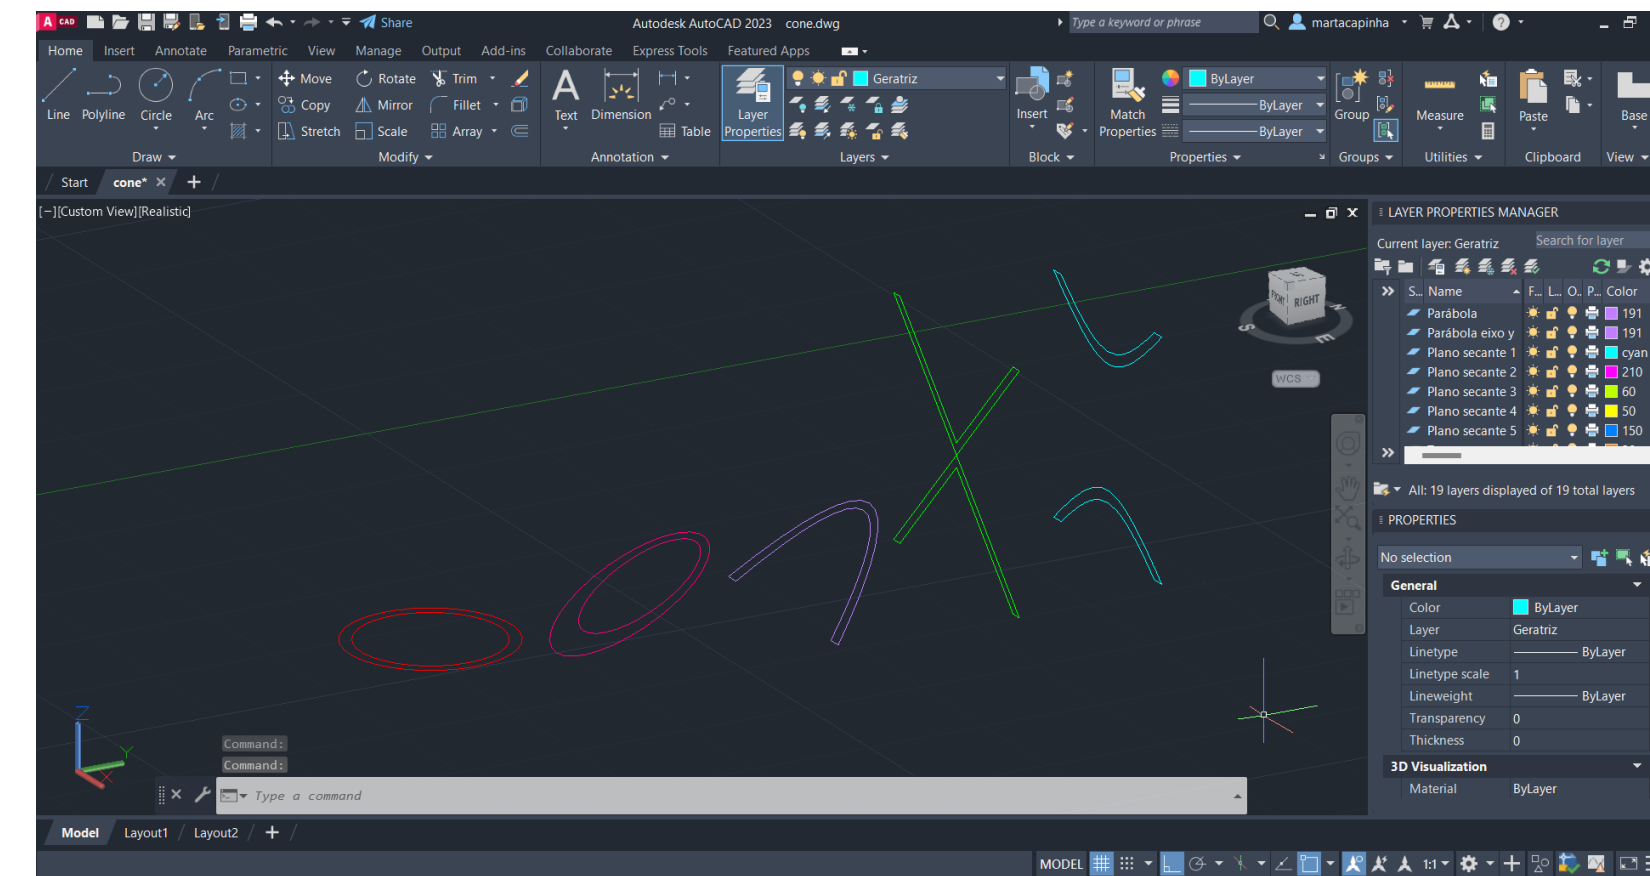 A CAD Share Autodesk AutoCAD 2023 cone.dwg Type a keyword or phrase martacapinha ?
Home Insert Annotate Parametric View Manage Output Add-ins Collaborate Express Tools Featured Apps
Line Polyline Circle Arc
Move Rotate Trim
Copy Mirror Fillet
Stretch Scale Array
Text Dimension Table
Layer Properties
Geratriz
Insert
Match Properties
ByLayer
ByLayer
ByLayer
Group Measure Paste Base
Draw Modify Annotation Layers Block Properties Groups Utilities Clipboard View
Start cone* +
[−][Custom View][Realistic]
RIGHT
S
E
WCS
LAYER PROPERTIES MANAGER
Current layer: Geratriz Search for layer
S.. Name F... L... O.. P... Color
Parábola 191
Parábola eixo y 191
Plano secante 1 cyan
Plano secante 2 210
Plano secante 3 60
Plano secante 4 50
Plano secante 5 150
All: 19 layers displayed of 19 total layers
PROPERTIES
No selection
General
Color ByLayer
Layer Geratriz
Linetype ByLayer
Linetype scale 1
Lineweight ByLayer
Transparency 0
Thickness 0
3D Visualization
Material ByLayer
Z
Y
X
Command:
Command:
Type a command
Model Layout1 Layout2 +
MODEL 1:1